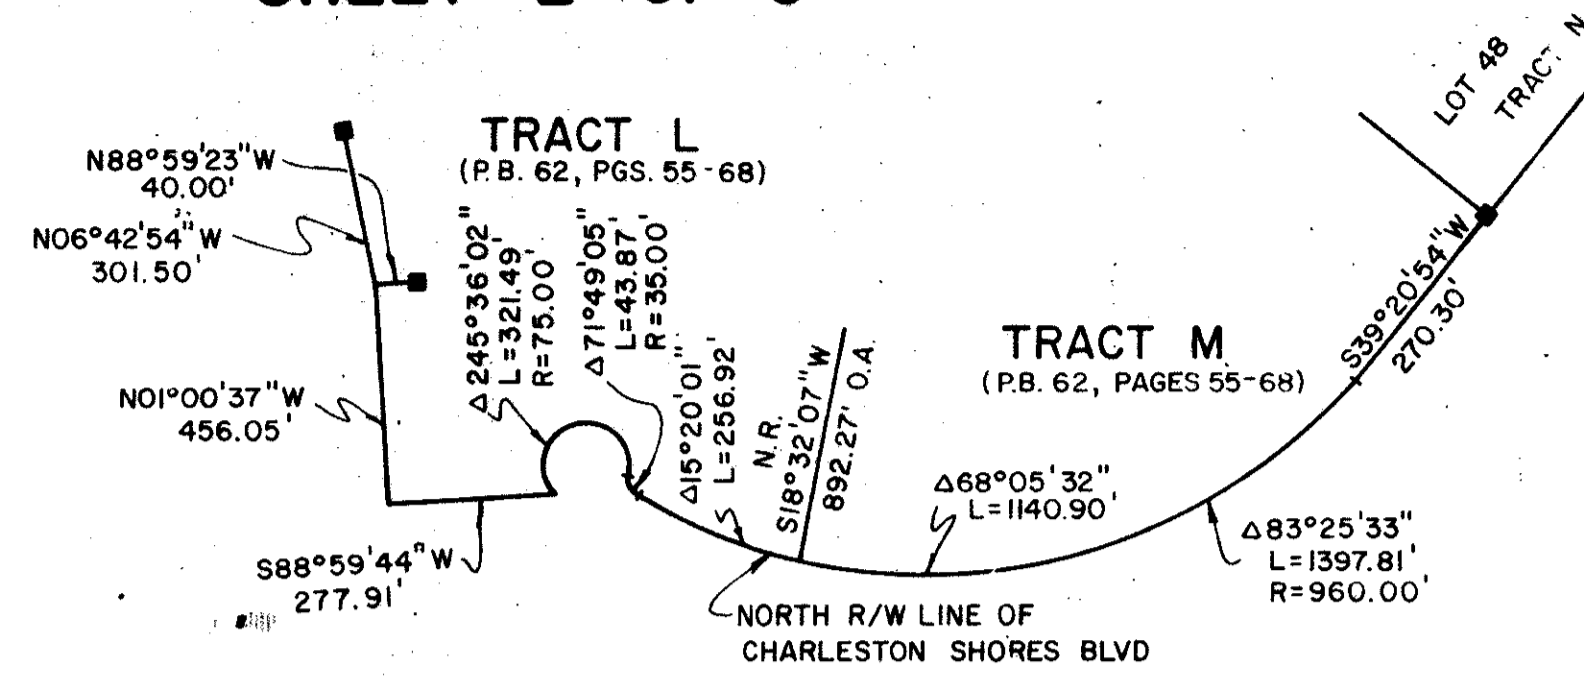 TRACT L
(P.B. 62, PGS. 55-68)
N88°59'23"W
40.00'
N06°42'54"W
301.50'
N01°00'37"W
456.05'
S88°59'44"W
277.91'
Δ245°36'02"
L=321.49'
R=75.00'
Δ71°49'05"
L=43.87'
R=35.00'
Δ15°20'01"
L=256.92'
N.R.
S18°32'07"W
892.27' O.A.
TRACT M
(P.B. 62, PAGES 55-68)
Δ68°05'32"
L=1140.90'
Δ83°25'33"
L=1397.81'
R=960.00'
S39°20'54"W
270.30'
LOT 48
TRACT N
NORTH R/W LINE OF
CHARLESTON SHORES BLVD